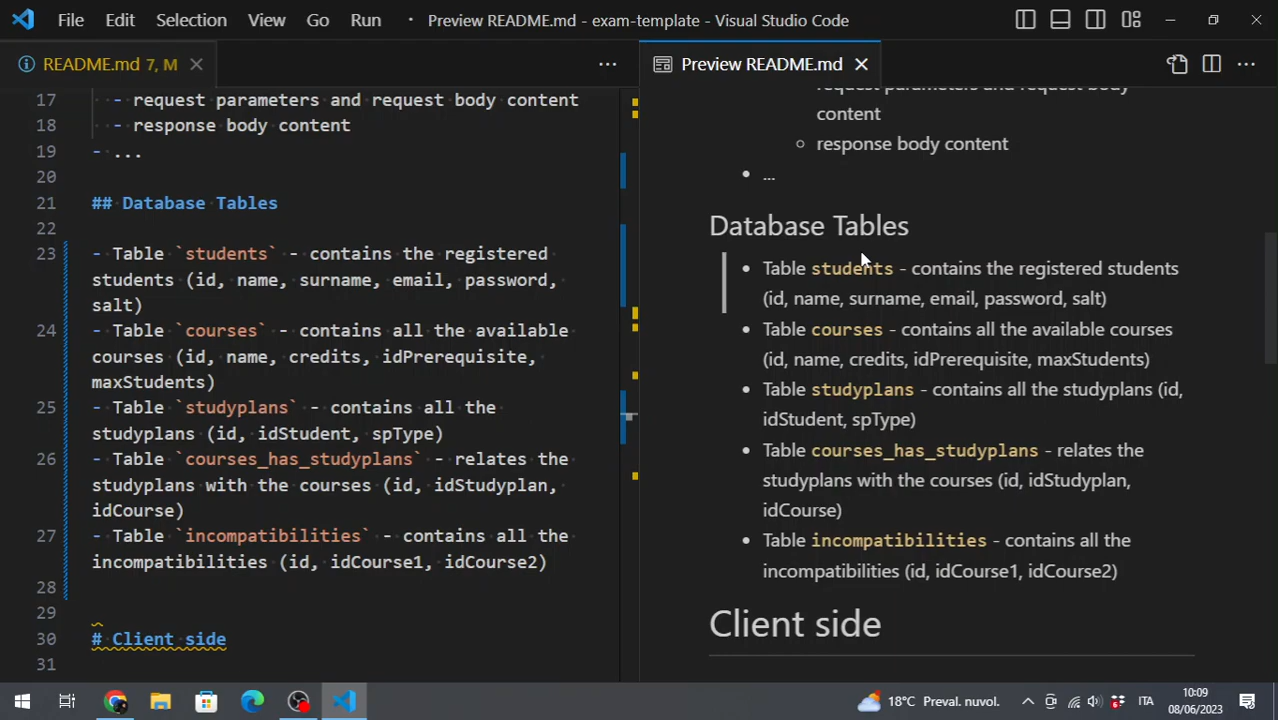 File Edit Selection View Go Run
● Preview README.md - exam-template - Visual Studio Code
README.md 7, M
17 - request parameters and request body content
18 - response body content
19 - ...
20
21 ## Database Tables
22
23 - Table `students` - contains the registered
students (id, name, surname, email, password,
salt)
24 - Table `courses` - contains all the available
courses (id, name, credits, idPrerequisite,
maxStudents)
25 - Table `studyplans` - contains all the
studyplans (id, idStudent, spType)
26 - Table `courses_has_studyplans` - relates the
studyplans with the courses (id, idStudyplan,
idCourse)
27 - Table `incompatibilities` - contains all the
incompatibilities (id, idCourse1, idCourse2)
28
29
30 # Client side
31
Preview README.md
request parameters and request body
content
response body content
...
Database Tables
Table students - contains the registered students
(id, name, surname, email, password, salt)
Table courses - contains all the available courses
(id, name, credits, idPrerequisite, maxStudents)
Table studyplans - contains all the studyplans (id,
idStudent, spType)
Table courses_has_studyplans - relates the
studyplans with the courses (id, idStudyplan,
idCourse)
Table incompatibilities - contains all the
incompatibilities (id, idCourse1, idCourse2)
Client side
18°C Preval. nuvol.
ITA
10:09
08/06/2023